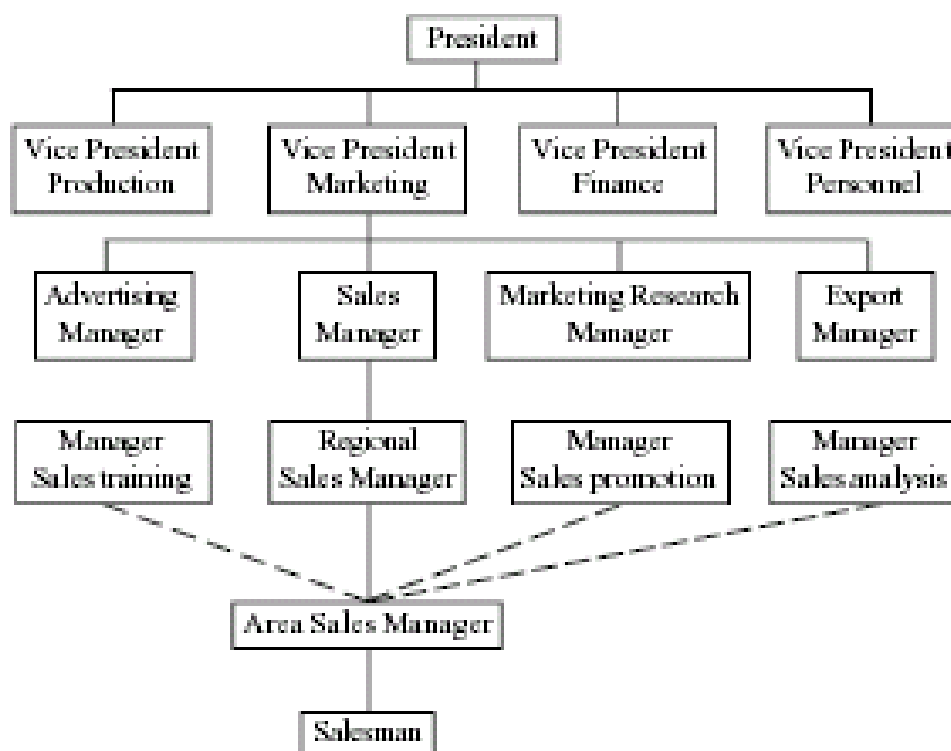 President
Vice President
Production
Vice President
Marketing
Vice President
Finance
Vice President
Personnel
Advertising
Manager
Sales
Manager
Marketing Research
Manager
Export
Manager
Manager
Sales training
Regional
Sales Manager
Manager
Sales promotion
Manager
Sales analysis
Area Sales Manager
Salesman